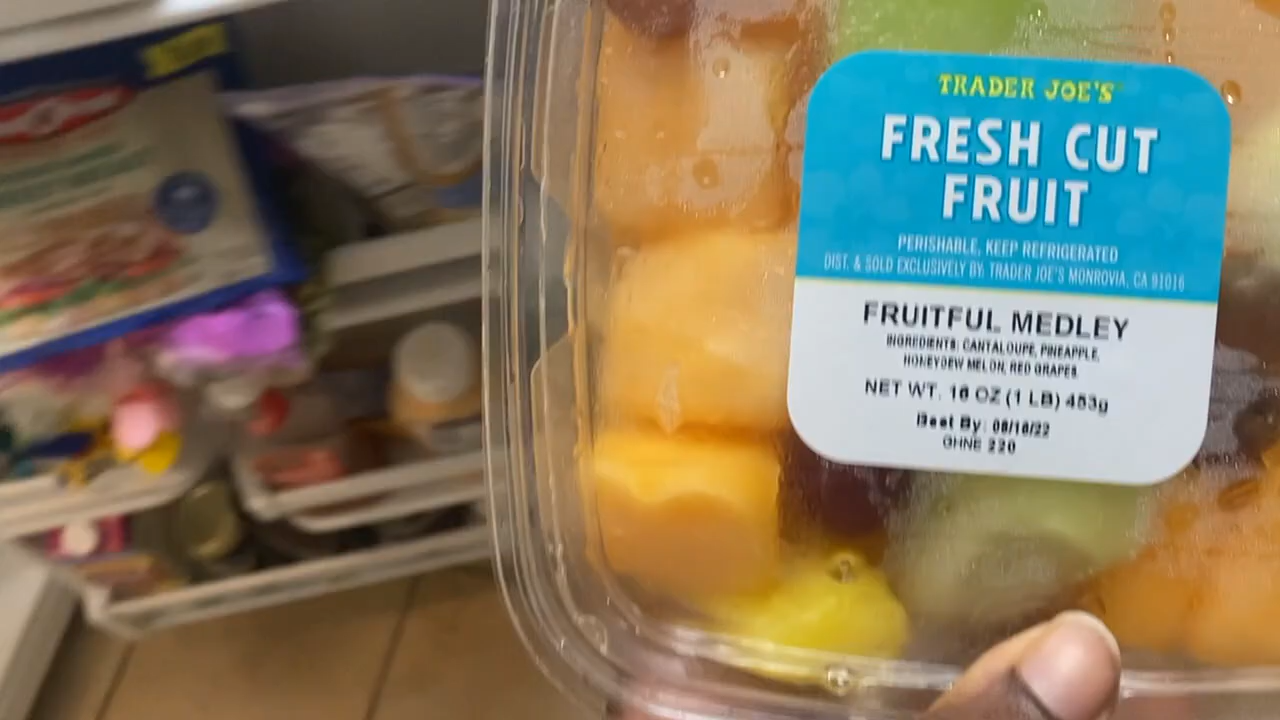 TRADER JOE'S
FRESH CUT
FRUIT
PERISHABLE, KEEP REFRIGERATED
DIST. & SOLD EXCLUSIVELY BY: TRADER JOE'S MONROVIA, CA 91016
FRUITFUL MEDLEY
INGREDIENTS: CANTALOUPE, PINEAPPLE,
HONEYDEW MELON, RED GRAPES
NET WT. 16 OZ (1 LB) 453g
Best By: 08/18/22
GHNE 220